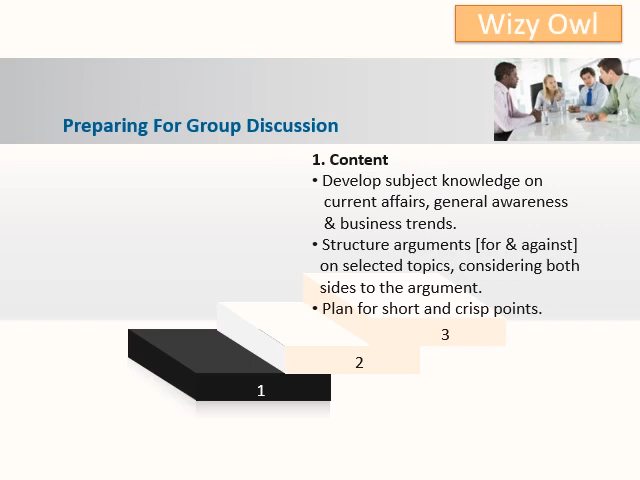 Wizy Owl
Preparing For Group Discussion
1. Content
• Develop subject knowledge on
current affairs, general awareness
& business trends.
• Structure arguments [for & against]
on selected topics, considering both
sides to the argument.
• Plan for short and crisp points.
3
2
1